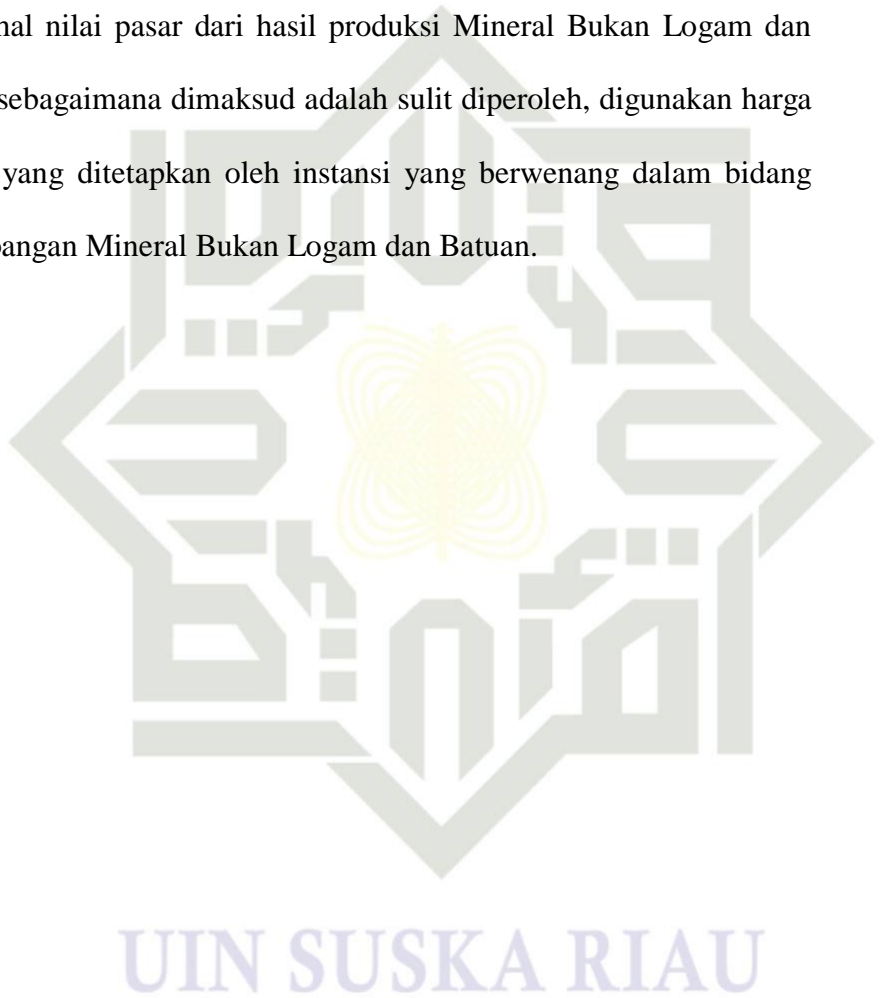 nal nilai pasar dari hasil produksi Mineral Bukan Logam dan
sebagaimana dimaksud adalah sulit diperoleh, digunakan harga
yang ditetapkan oleh instansi yang berwenang dalam bidang
bangan Mineral Bukan Logam dan Batuan.
UIN SUSKA RIAU